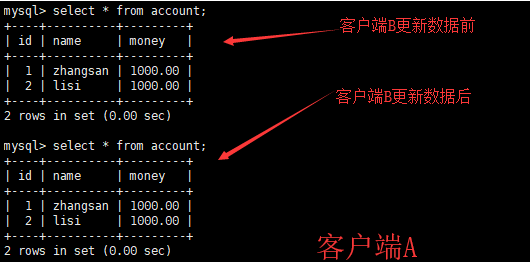 mysql> select * from account;
+----+----------+---------+
| id | name     | money   |
+----+----------+---------+
|  1 | zhangsan | 1000.00 |
|  2 | lisi     | 1000.00 |
+----+----------+---------+
2 rows in set (0.00 sec)
客户端B更新数据前
mysql> select * from account;
+----+----------+---------+
| id | name     | money   |
+----+----------+---------+
|  1 | zhangsan | 1000.00 |
|  2 | lisi     | 1000.00 |
+----+----------+---------+
2 rows in set (0.00 sec)
客户端B更新数据后
客户端A